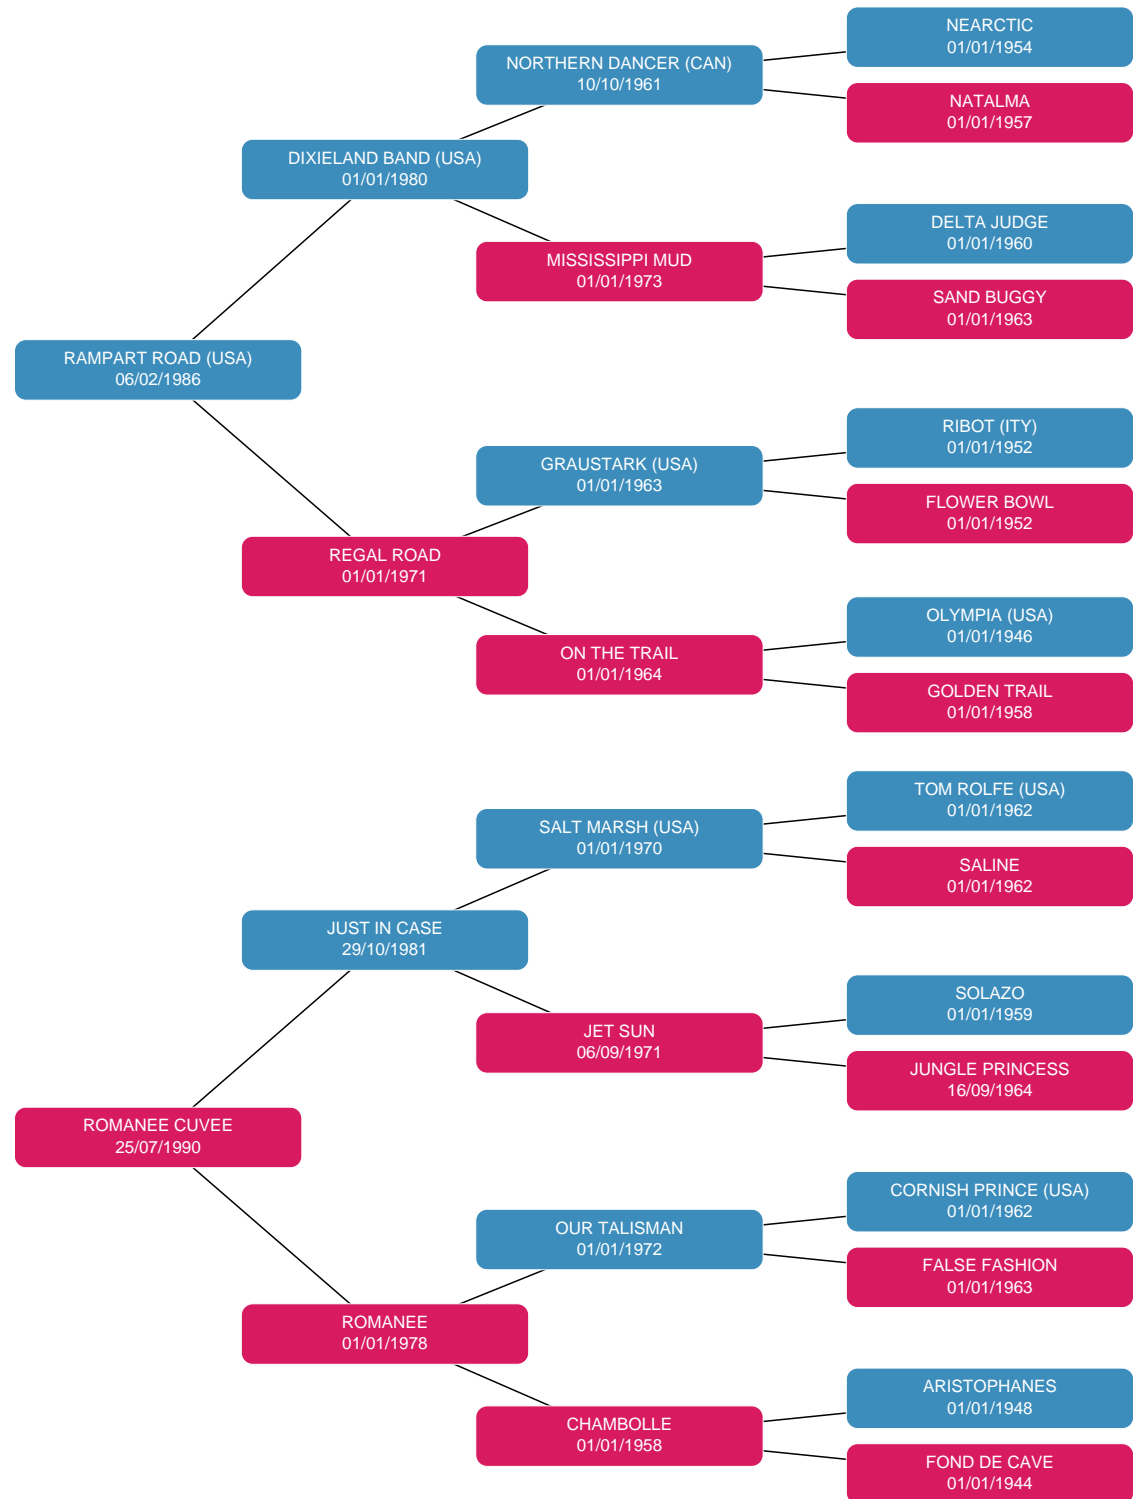 NEARCTIC
01/01/1954
NORTHERN DANCER (CAN)
10/10/1961
NATALMA
01/01/1957
DIXIELAND BAND (USA)
01/01/1980
DELTA JUDGE
01/01/1960
MISSISSIPPI MUD
01/01/1973
SAND BUGGY
01/01/1963
RAMPART ROAD (USA)
06/02/1986
RIBOT (ITY)
01/01/1952
GRAUSTARK (USA)
01/01/1963
FLOWER BOWL
01/01/1952
REGAL ROAD
01/01/1971
OLYMPIA (USA)
01/01/1946
ON THE TRAIL
01/01/1964
GOLDEN TRAIL
01/01/1958
TOM ROLFE (USA)
01/01/1962
SALT MARSH (USA)
01/01/1970
SALINE
01/01/1962
JUST IN CASE
29/10/1981
SOLAZO
01/01/1959
JET SUN
06/09/1971
JUNGLE PRINCESS
16/09/1964
ROMANEE CUVEE
25/07/1990
CORNISH PRINCE (USA)
01/01/1962
OUR TALISMAN
01/01/1972
FALSE FASHION
01/01/1963
ROMANEE
01/01/1978
ARISTOPHANES
01/01/1948
CHAMBOLLE
01/01/1958
FOND DE CAVE
01/01/1944